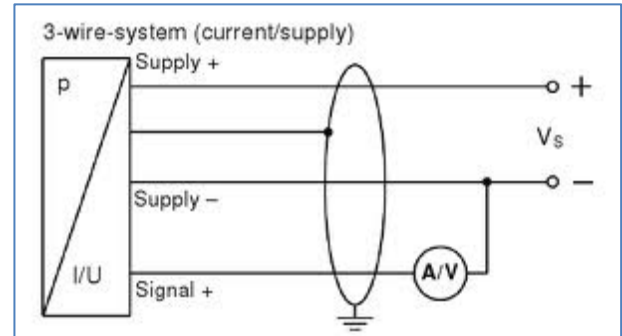 3-wire-system (current/supply)
Supply +
p
+
Vs
Supply –
–
I/U
A/V
Signal +